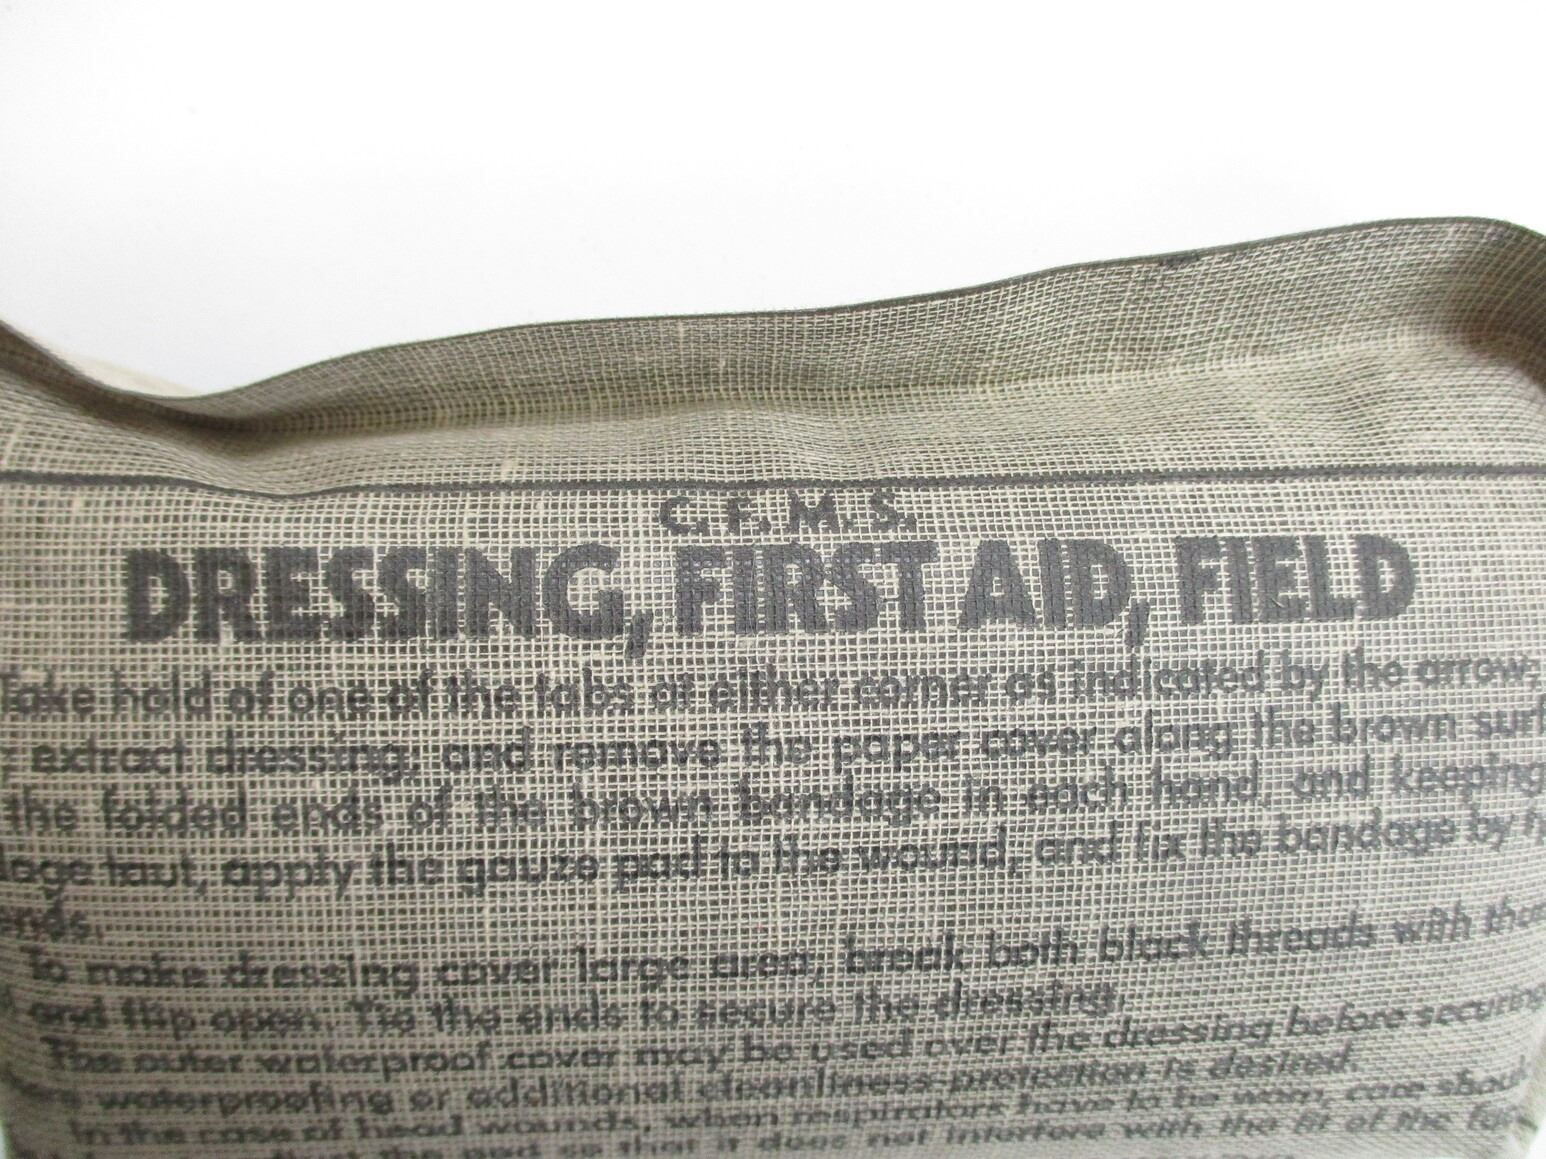 C.F.M.S.
DRESSING, FIRST AID, FIELD
Take hold of one of the tabs at either corner as indicated by the arrows,
extract dressing, and remove the paper cover along the brown surf
the folded ends of the brown bandage in each hand, and keeping
age taut, apply the gauze pad to the wound, and fix the bandage by
ends.
To make dressing cover large area, break both black threads with
and flip open. Tie the ends to secure the dressing.
The outer waterproof cover may be used over the dressing before securing
waterproofing or additional cleanliness-protection is desired.
In the case of head wounds, when respirators have to be worn, care
the pad so that it does not interfere with the fit of the